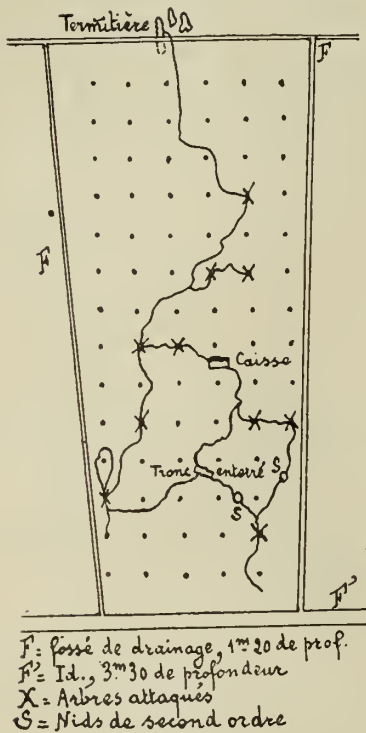 Termitière
F
F
Caisse
Tronc enterré
S
S
F'
F = fossé de drainage, 1m20 de prof.
F' = Id., 3m30 de profondeur
X = Arbres attaqués
S = Nids de second ordre